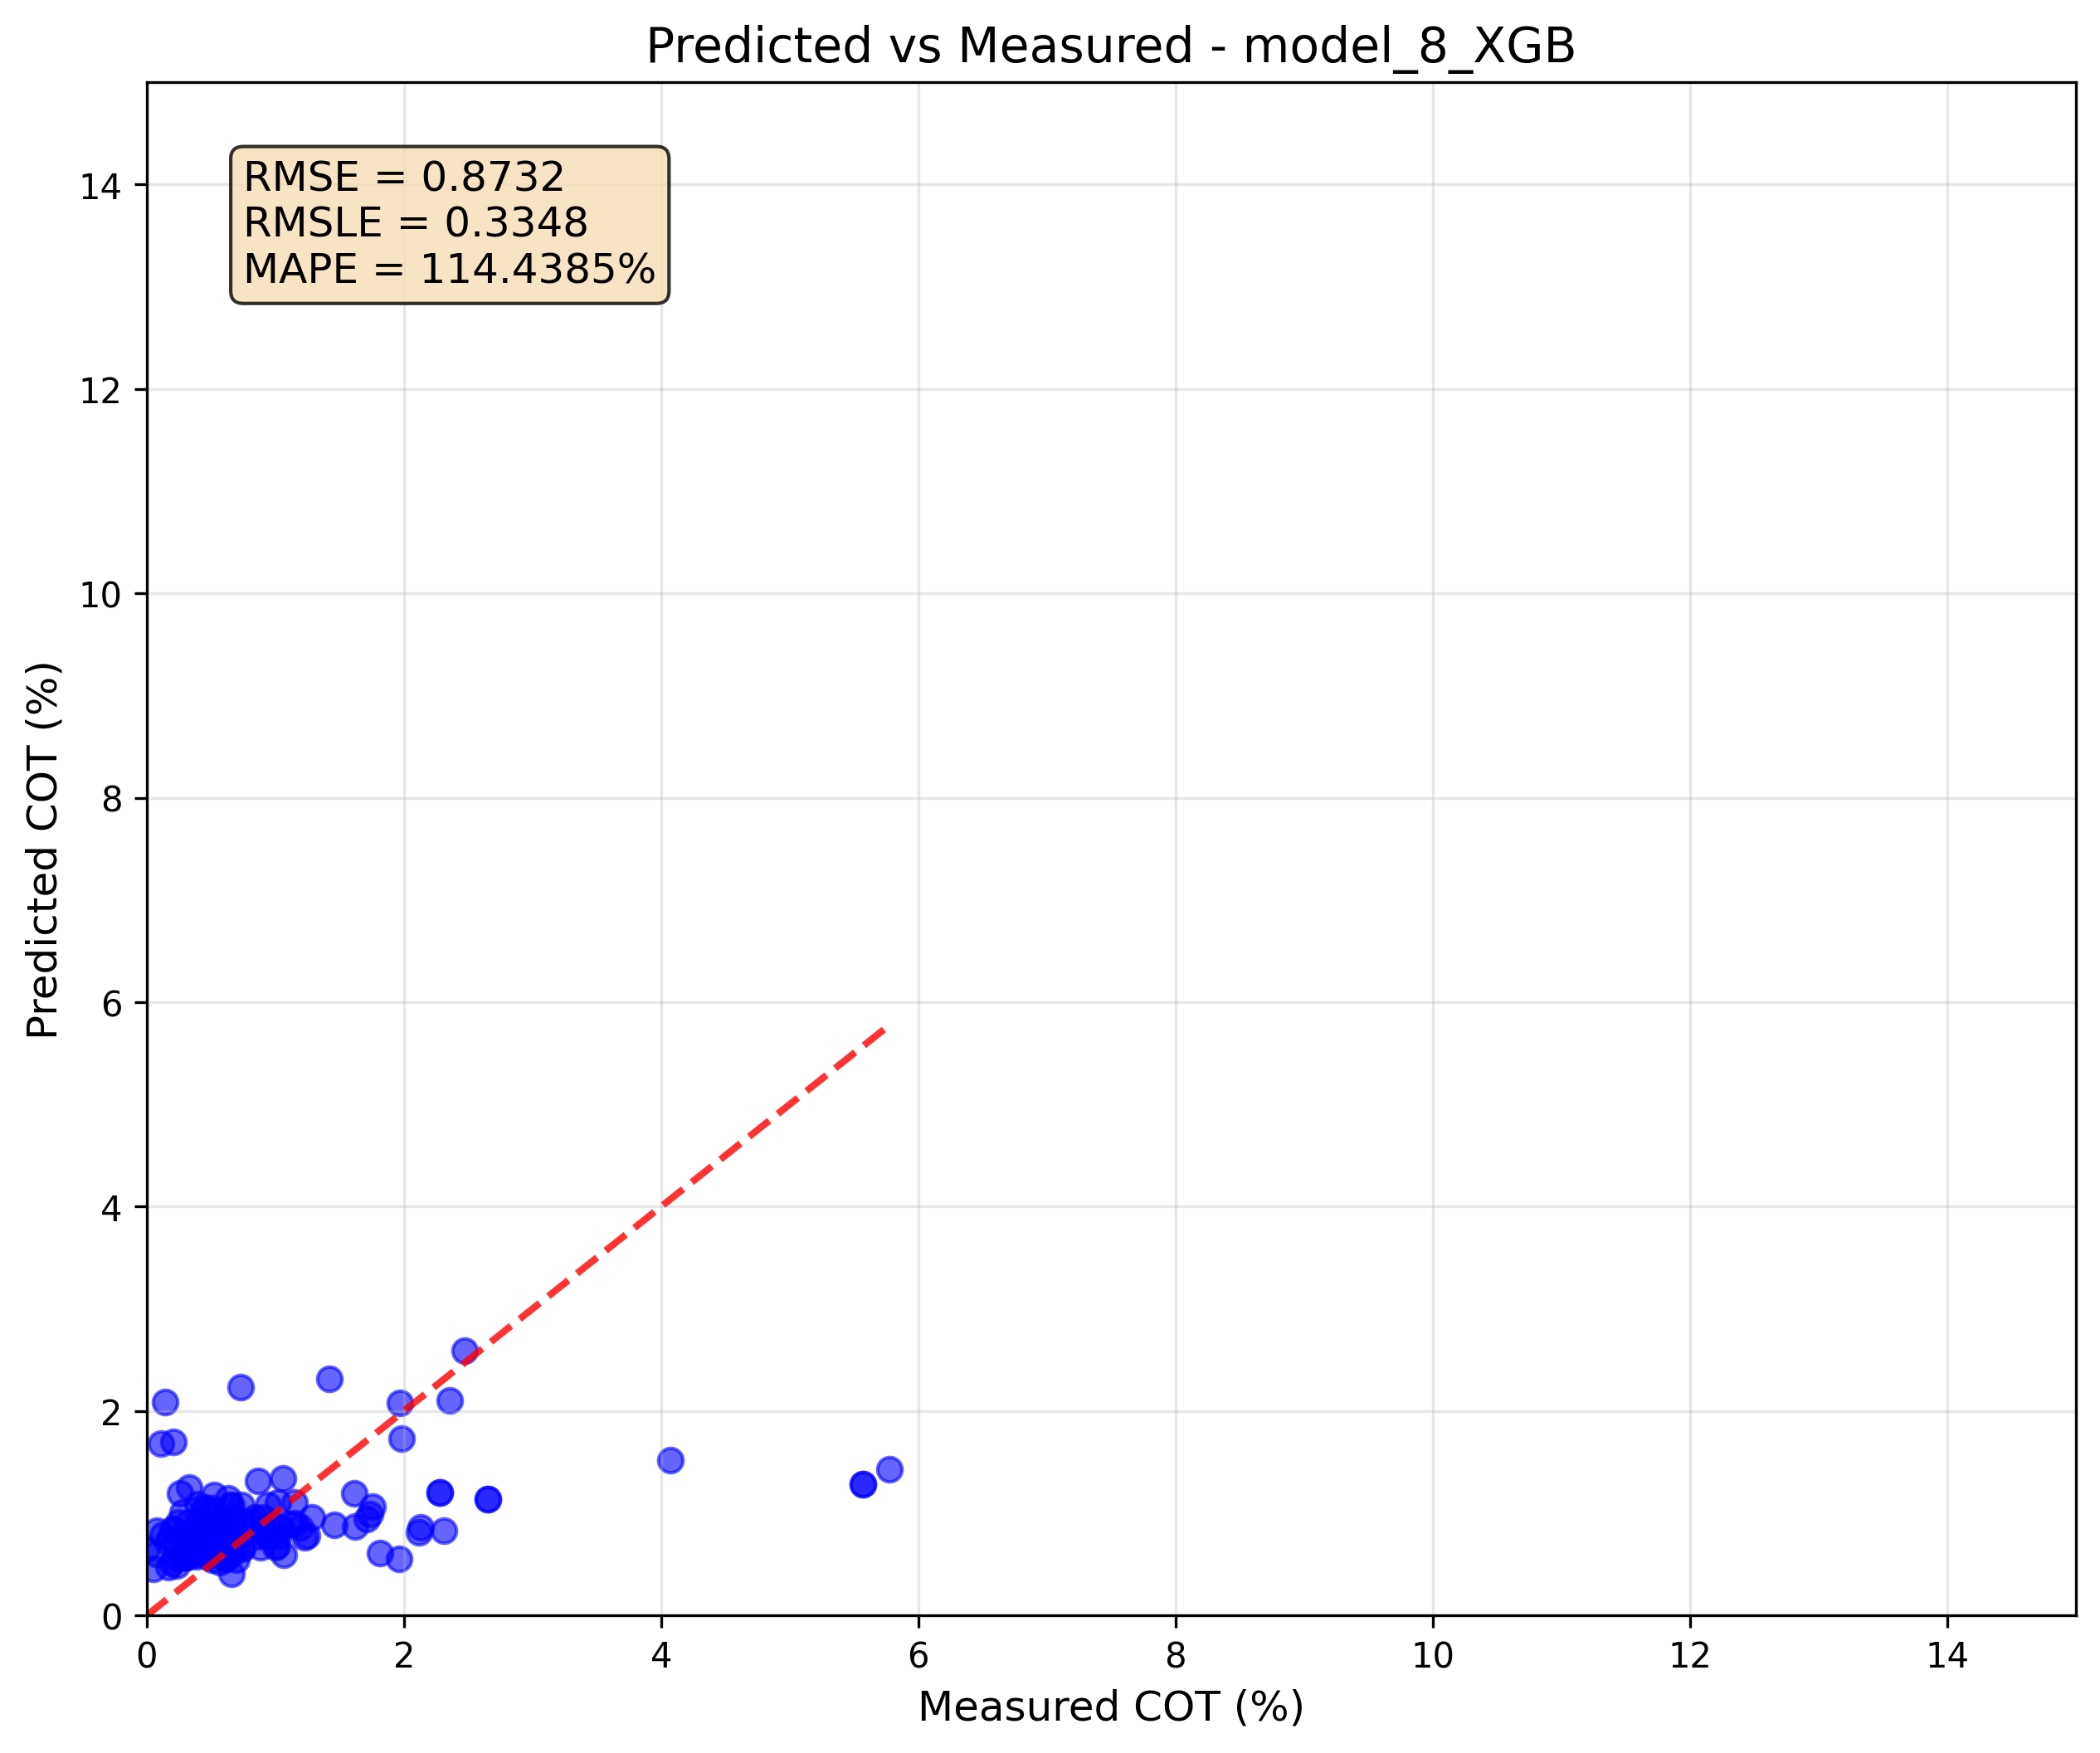 Predicted vs Measured - model_8_XGB
RMSE = 0.8732
RMSLE = 0.3348
MAPE = 114.4385%
14
12
10
8
6
4
2
0
Predicted COT (%)
0 2 4 6 8 10 12 14
Measured COT (%)